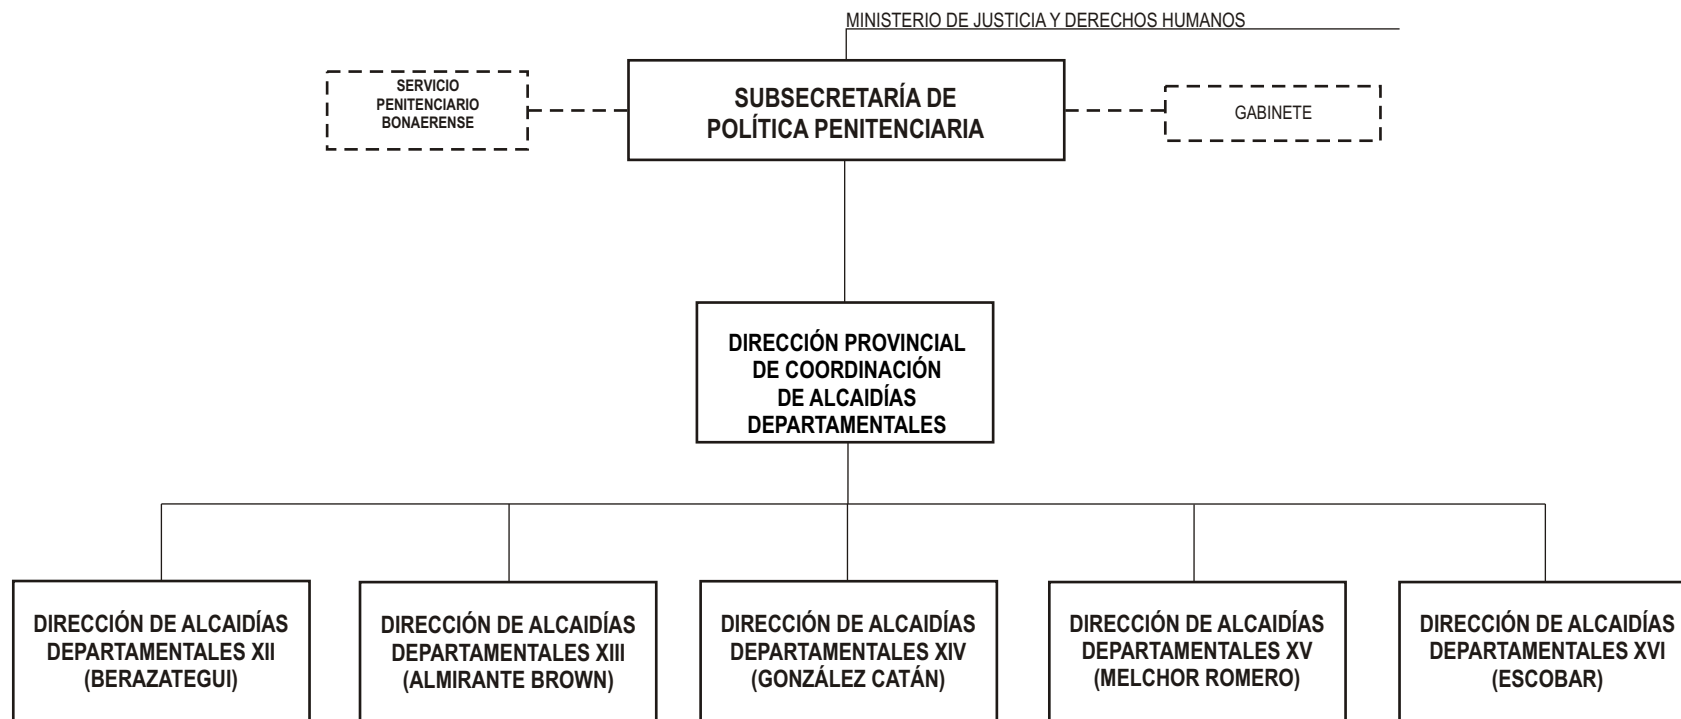 MINISTERIO DE JUSTICIA Y DERECHOS HUMANOS
SERVICIO
PENITENCIARIO
BONAERENSE
SUBSECRETARÍA DE
POLÍTICA PENITENCIARIA
GABINETE
DIRECCIÓN PROVINCIAL
DE COORDINACIÓN
DE ALCAIDÍAS
DEPARTAMENTALES
DIRECCIÓN DE ALCAIDÍAS
DEPARTAMENTALES XII
(BERAZATEGUI)
DIRECCIÓN DE ALCAIDÍAS
DEPARTAMENTALES XIII
(ALMIRANTE BROWN)
DIRECCIÓN DE ALCAIDÍAS
DEPARTAMENTALES XIV
(GONZÁLEZ CATÁN)
DIRECCIÓN DE ALCAIDÍAS
DEPARTAMENTALES XV
(MELCHOR ROMERO)
DIRECCIÓN DE ALCAIDÍAS
DEPARTAMENTALES XVI
(ESCOBAR)